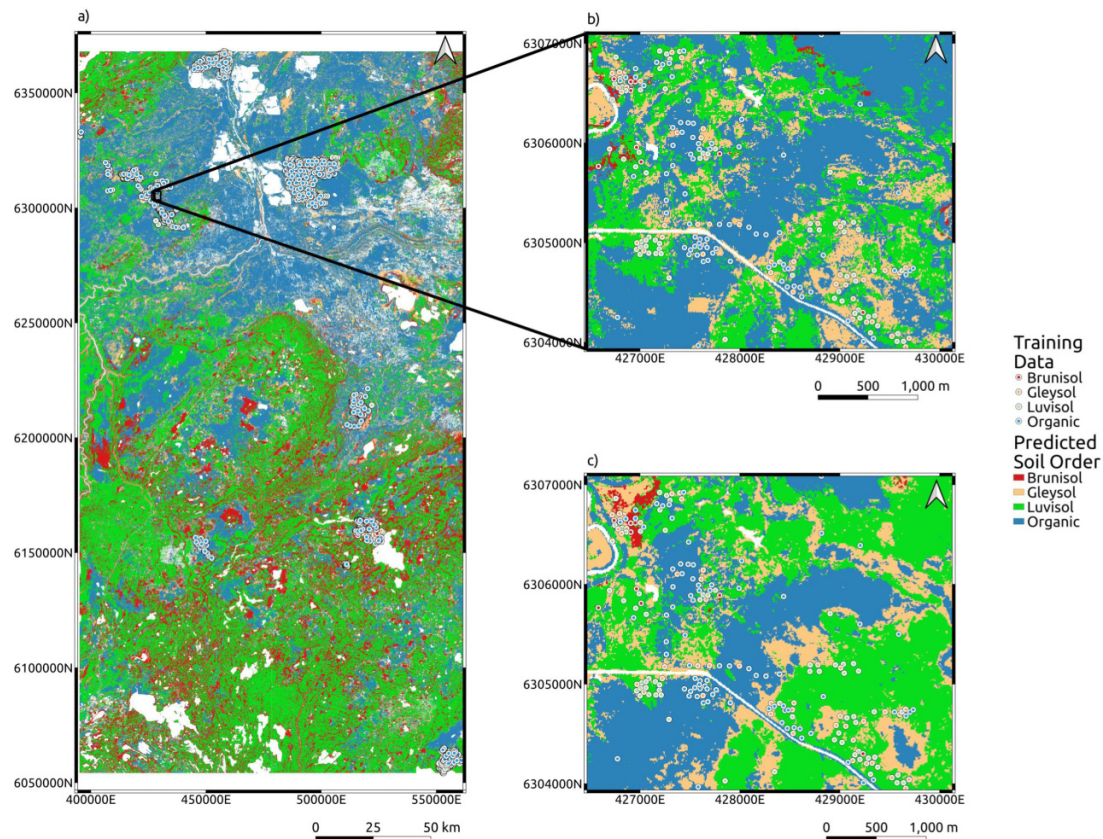 a)
6350000N
6300000N
6250000N
6200000N
6150000N
6100000N
6050000N
400000E 450000E 500000E 550000E
0 25 50 km
b)
6307000N
6306000N
6305000N
6304000N
427000E 428000E 429000E 430000E
0 500 1,000 m
c)
6307000N
6306000N
6305000N
6304000N
427000E 428000E 429000E 430000E
0 500 1,000 m
Training
Data
Brunisol
Gleysol
Luvisol
Organic
Predicted
Soil Order
Brunisol
Gleysol
Luvisol
Organic